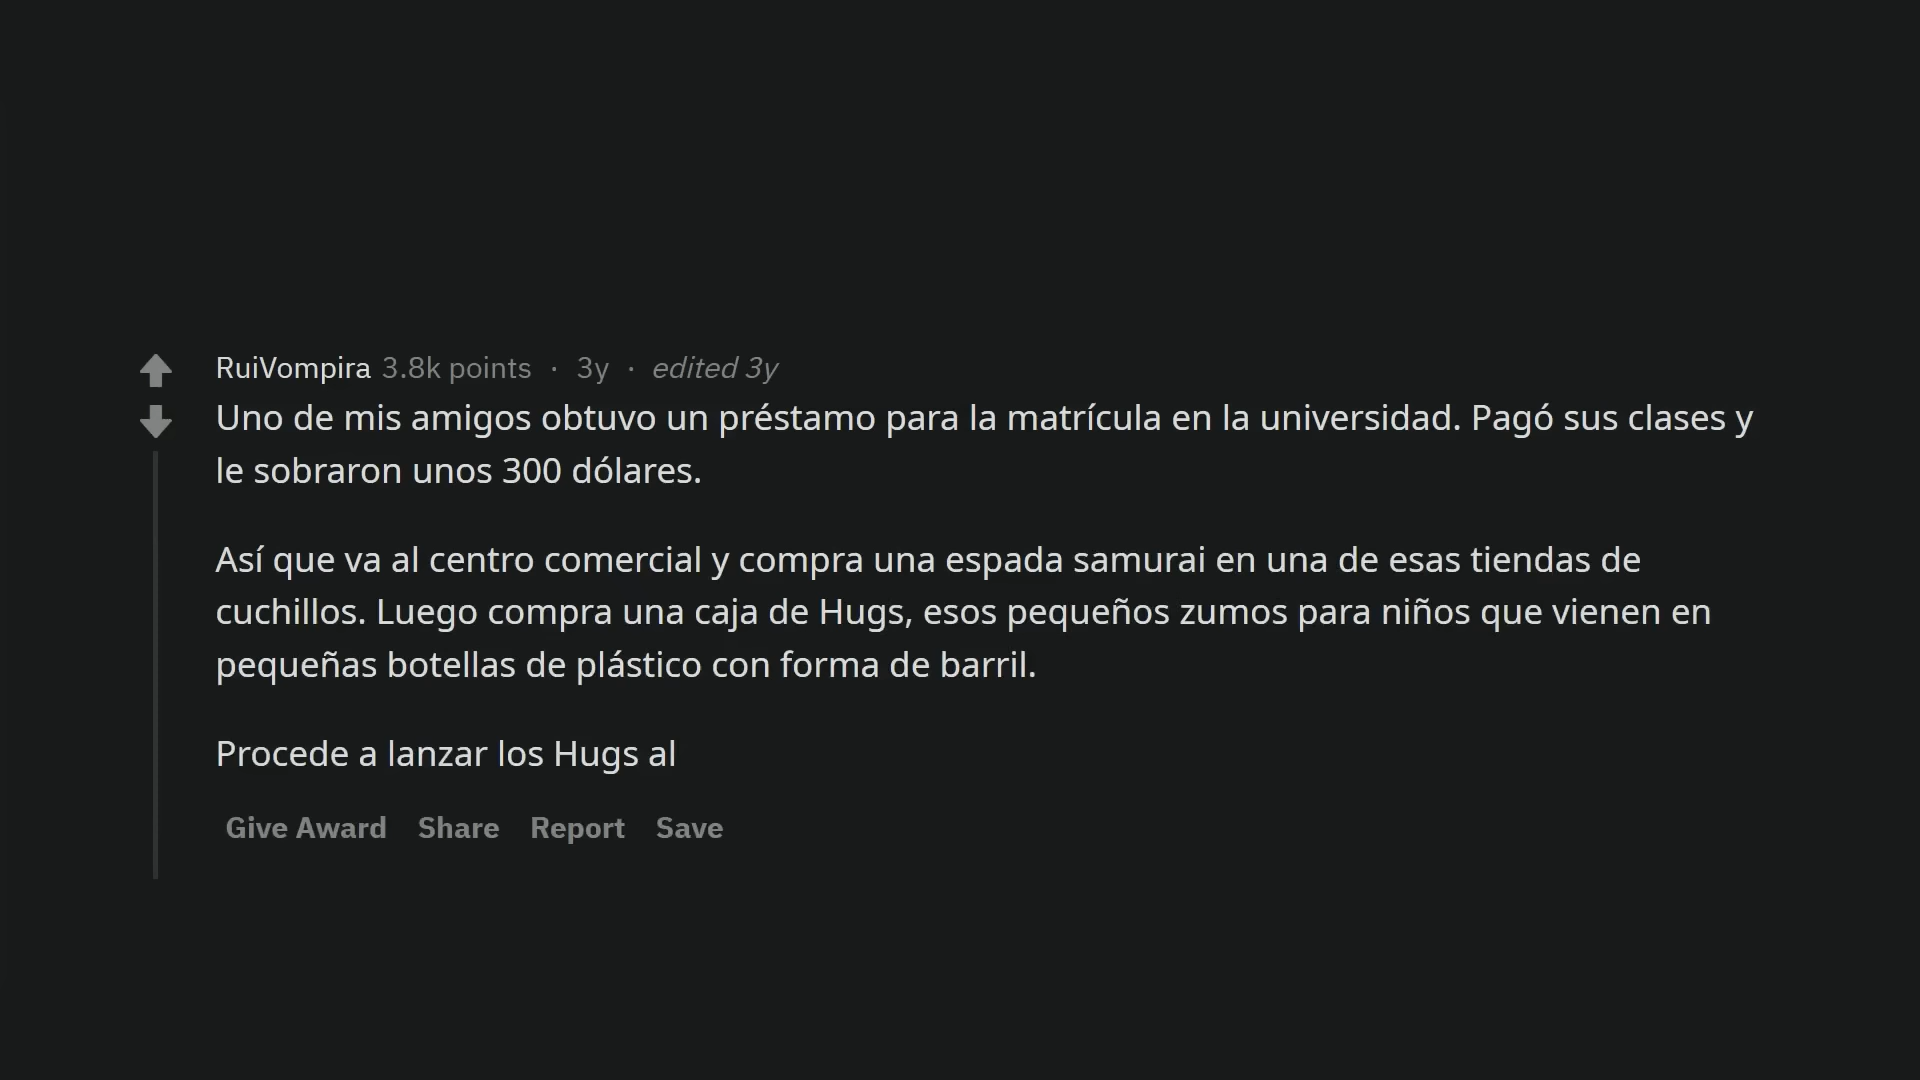 RuiVompira 3.8k points · 3y · edited 3y
Uno de mis amigos obtuvo un préstamo para la matrícula en la universidad. Pagó sus clases y
le sobraron unos 300 dólares.
Así que va al centro comercial y compra una espada samurai en una de esas tiendas de
cuchillos. Luego compra una caja de Hugs, esos pequeños zumos para niños que vienen en
pequeñas botellas de plástico con forma de barril.
Procede a lanzar los Hugs al
Give Award Share Report Save